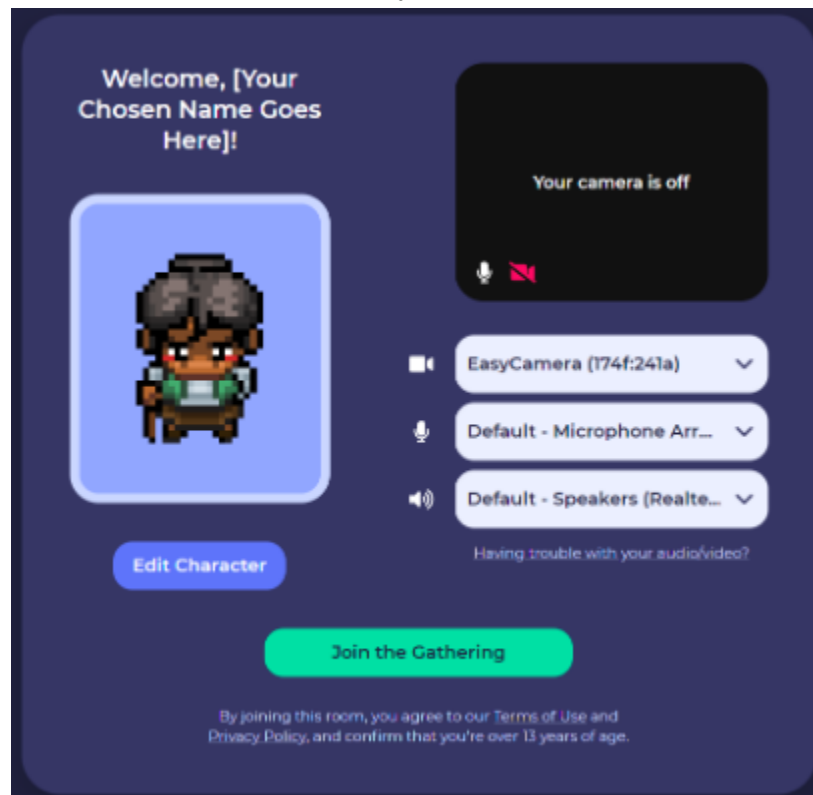 Welcome, [Your
Chosen Name Goes
Here]!
Your camera is off
EasyCamera (174f:241a)
Default - Microphone Arr...
Default - Speakers (Realte...
Having trouble with your audio/video?
Edit Character
Join the Gathering
By joining this room, you agree to our Terms of Use and
Privacy Policy, and confirm that you're over 13 years of age.